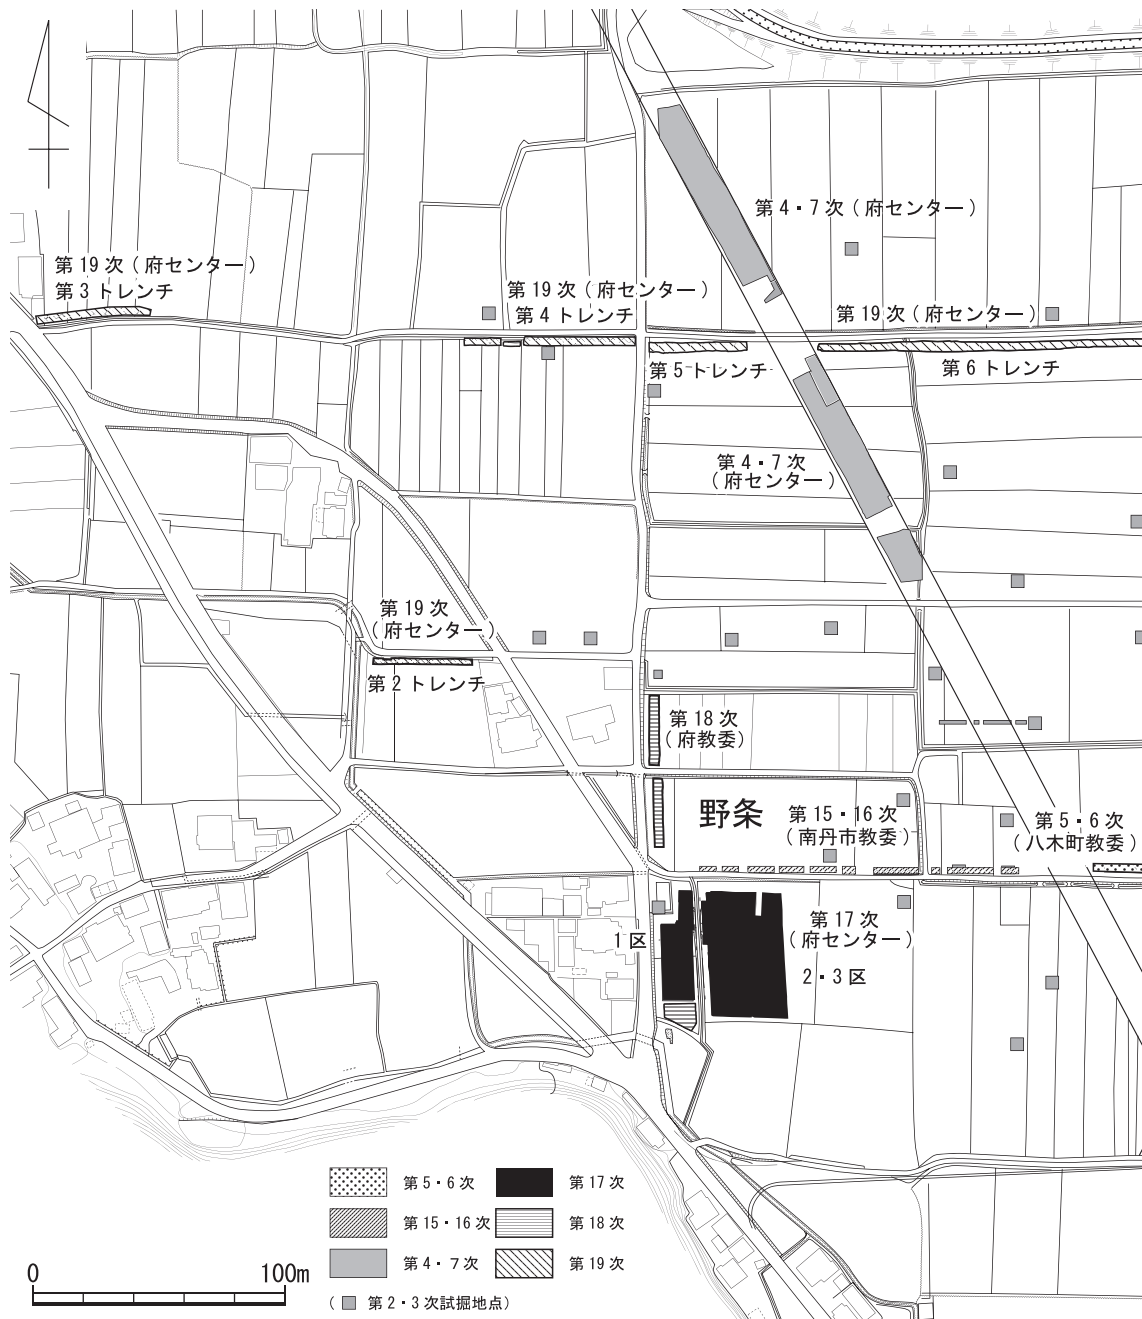 第4・7次(府センター)
第19次(府センター)
第3トレンチ
第19次(府センター)
第4トレンチ
第19次(府センター)
第5トレンチ
第6トレンチ
第4・7次
(府センター)
第19次
(府センター)
第2トレンチ
第18次
(府教委)
野条
第15・16次
(南丹市教委)
第5・6次
(八木町教委)
1区
第17次
(府センター)
2・3区
第5・6次
第17次
第15・16次
第18次
第4・7次
第19次
(第2・3次試掘地点)
0
100m